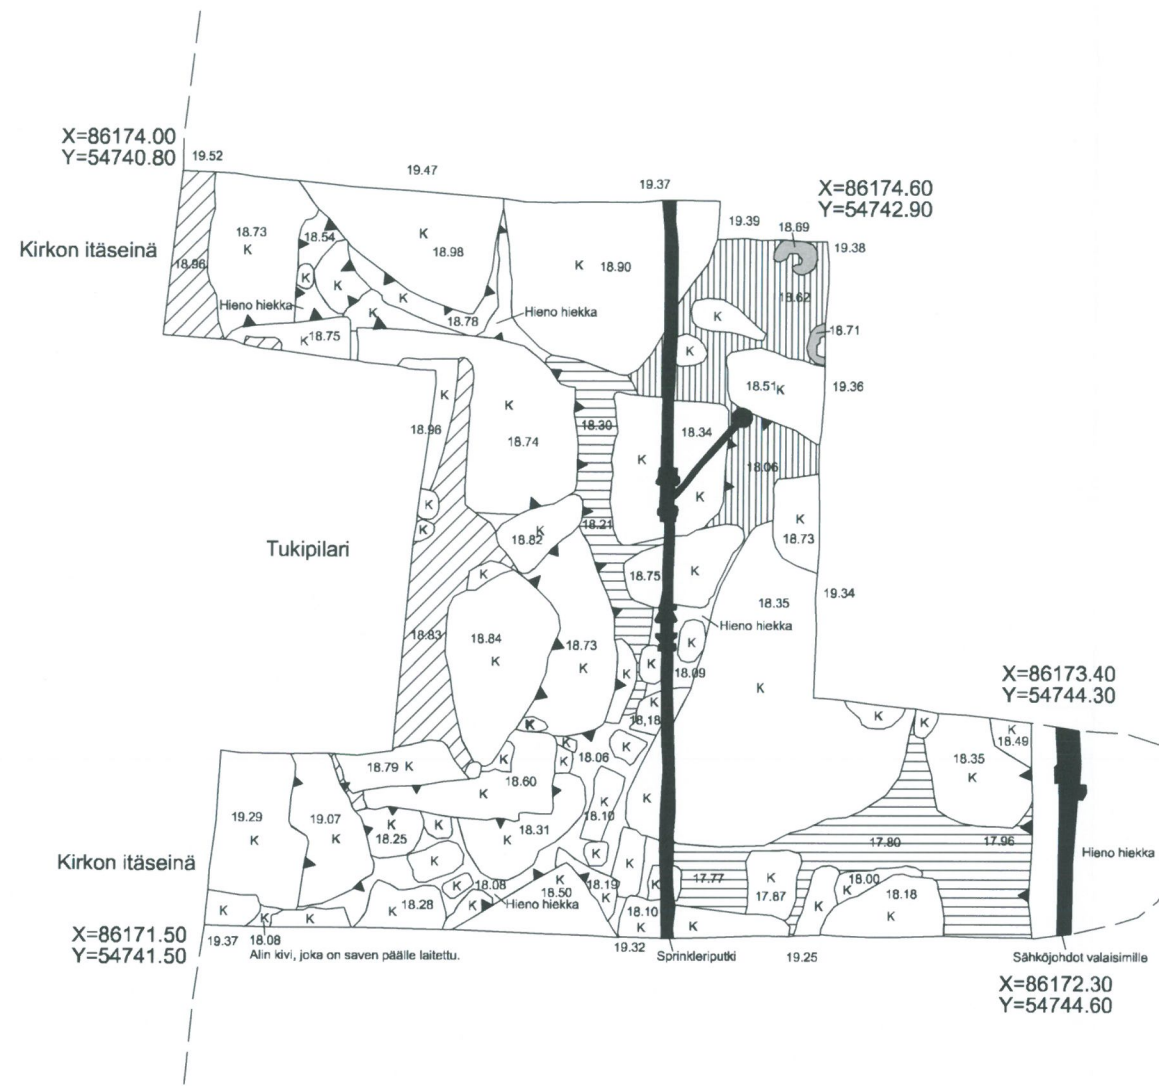 X=86174.00
Y=54740.80
19.52
19.47
19.37
X=86174.60
Y=54742.90
19.39
18.69
19.38
Kirkon itäseinä
18.96
18.73
K
18.54
K
18.98
K
18.90
18.62
K
K
K
K
Hieno hiekka
18.78
Hieno hiekka
K
18.71
K
18.75
K
18.51
K
19.36
K
18.96
K
18.74
18.30
18.34
K
18.06
K
K
K
18.73
K
K
18.82
18.21
Tukipilari
K
18.75
K
18.35
19.34
18.83
18.84
K
18.73
K
Hieno hiekka
K
K
K
18.09
K
K
18,18
X=86173.40
Y=54744.30
K
K
K
K
18.49
K
K
18.06
K
18.79
K
K
18.35
K
18.60
K
K
18.10
K
19.29
K
19.07
K
K
18.25
K
18.31
K
17.80
17.96
Hieno hiekka
Kirkon itäseinä
K
K
K
K
18.08
K
18.50
18.19
K
K
17.77
K
17.87
18.00
K
18.18
K
Hieno hiekka
K
K
K
K
K
18.28
K
18.10
K
K
K
X=86171.50
Y=54741.50
19.37
18.08
Alin kivi, joka on saven päälle laitettu.
19.32
Sprinkleriputki
19.25
Sähköjohdot valaisimille
X=86172.30
Y=54744.60